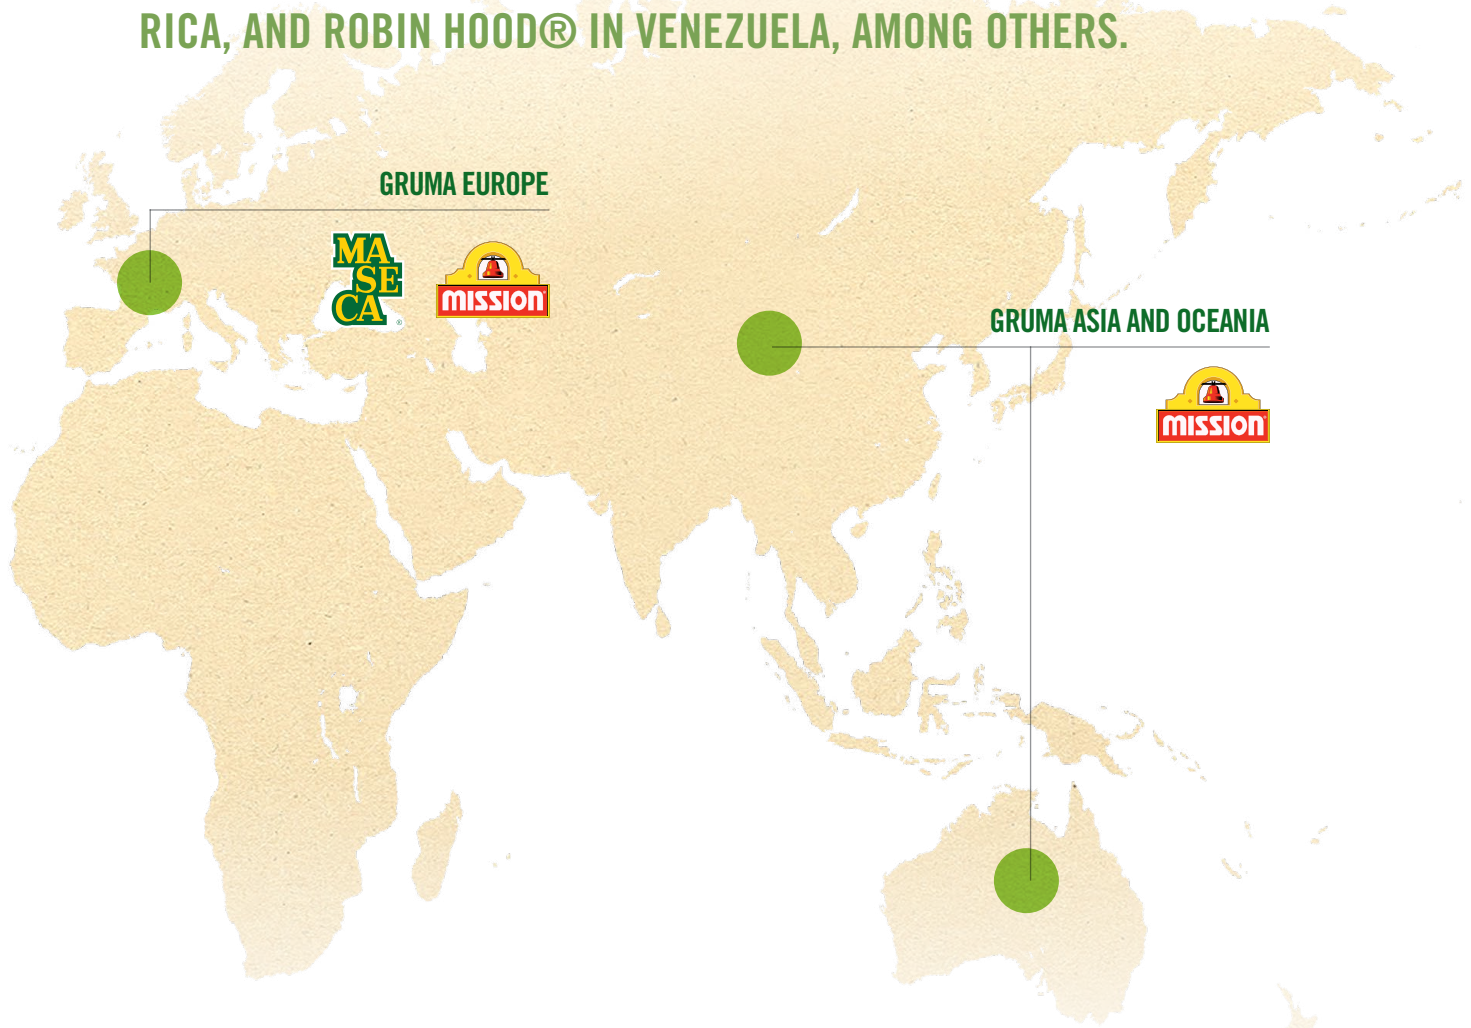 RICA, AND ROBIN HOOD® IN VENEZUELA, AMONG OTHERS.
GRUMA EUROPE
MA
SE
CA
®
MISSION
GRUMA ASIA AND OCEANIA
MISSION